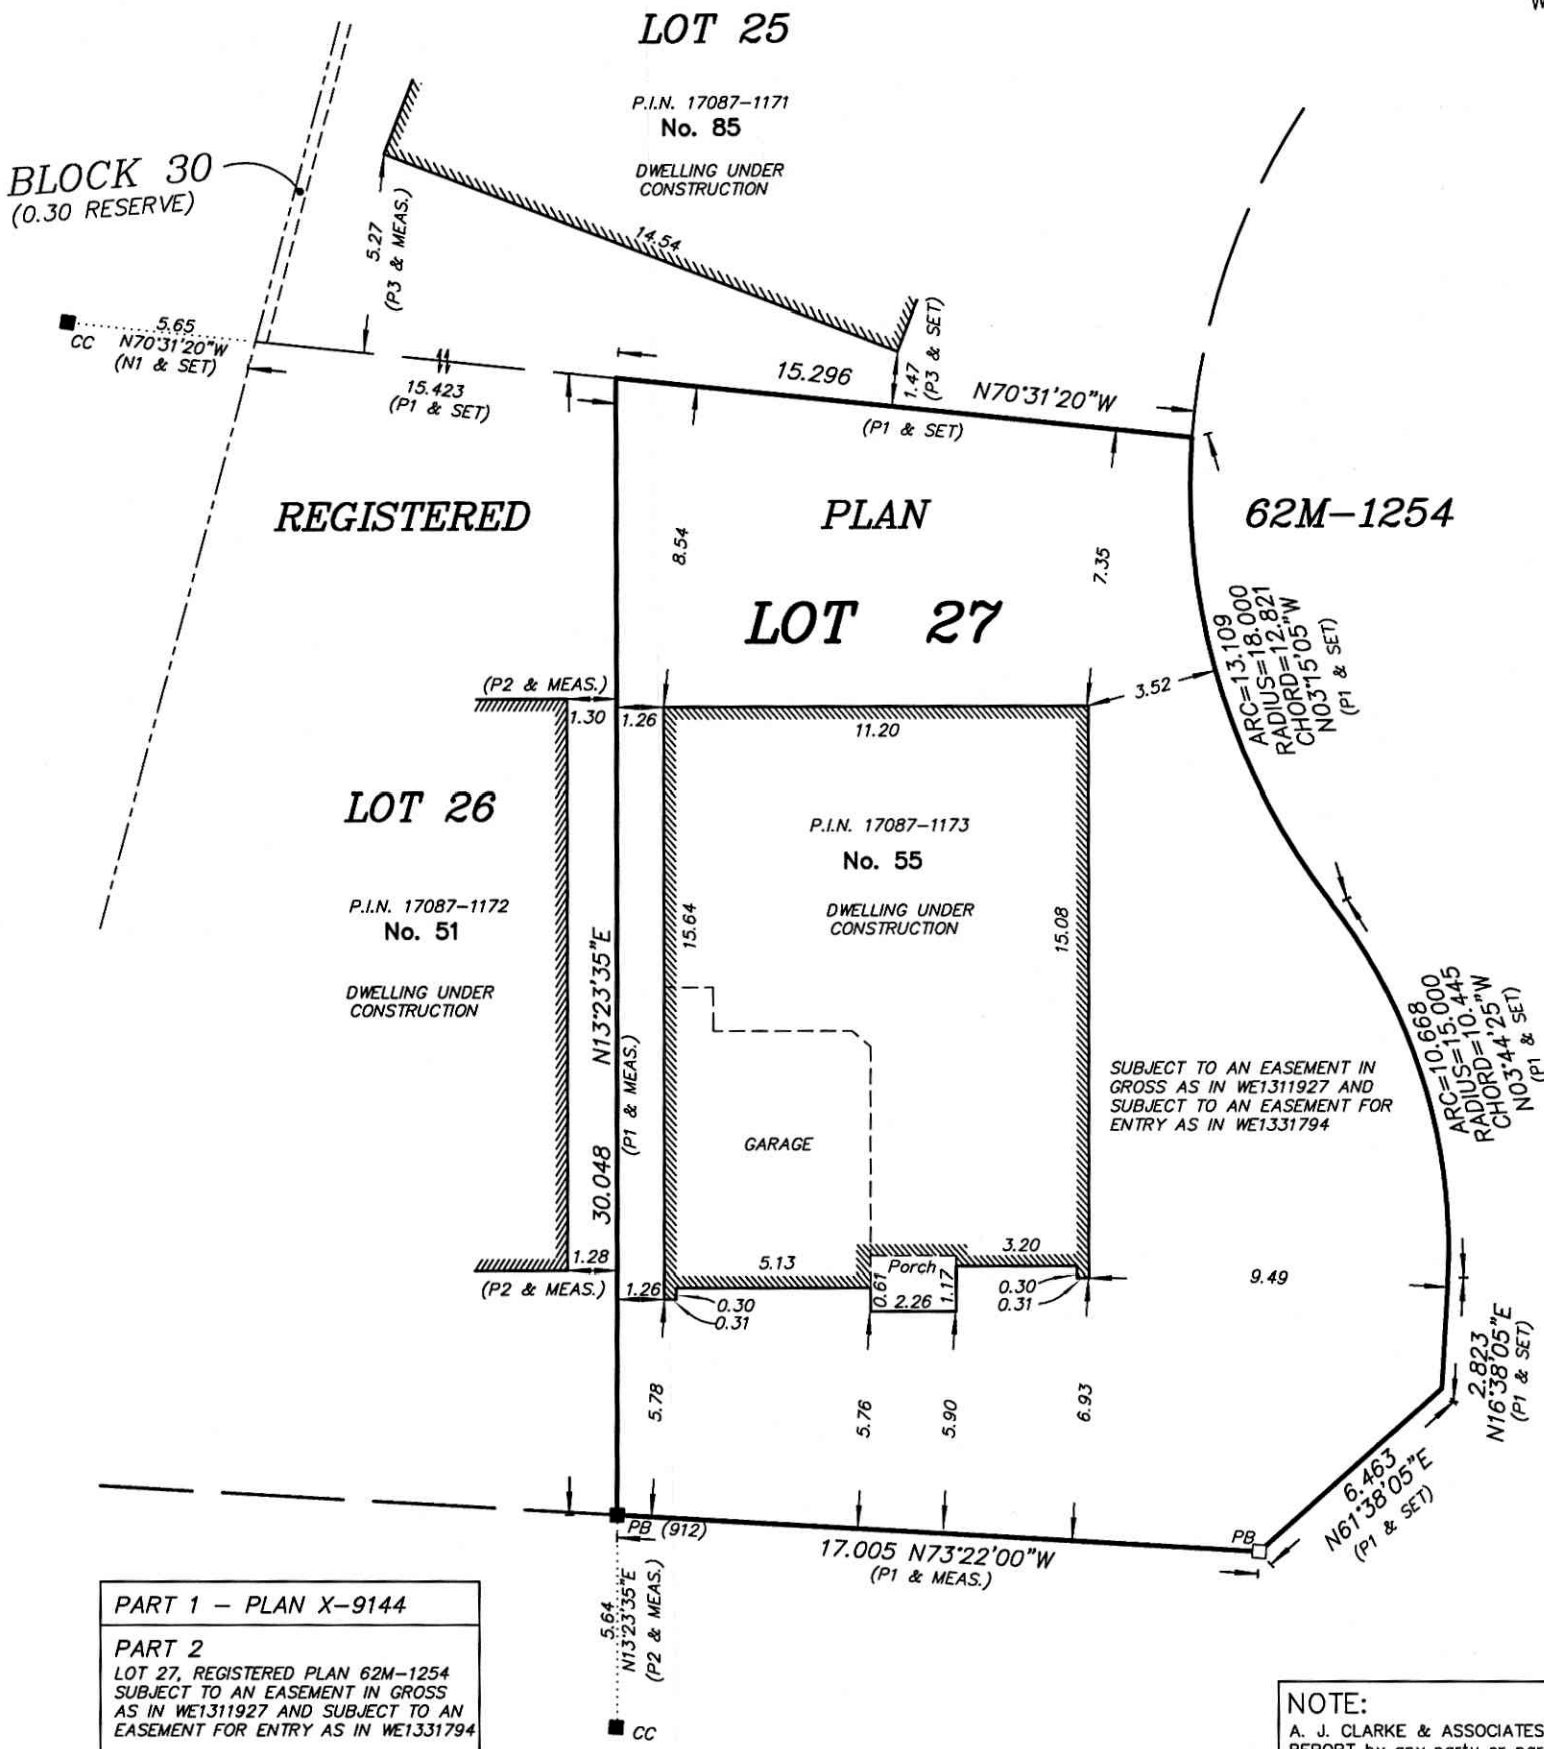 W
LOT 25
P.I.N. 17087-1171
No. 85
DWELLING UNDER
CONSTRUCTION
BLOCK 30
(0.30 RESERVE)
5.27
(P3 & MEAS.)
14.54
5.65
CC N70°31'20"W
(N1 & SET)
15.423
(P1 & SET)
15.296
1.47
(P3 & SET)
N70°31'20"W
(P1 & SET)
REGISTERED PLAN 62M-1254
8.54
7.35
LOT 27
ARC=13.109
RADIUS=18.000
CHORD=12.821
N03°15'05"W
(P1 & SET)
3.52
(P2 & MEAS.)
1.30 1.26
11.20
LOT 26
P.I.N. 17087-1173
No. 55
DWELLING UNDER
CONSTRUCTION
P.I.N. 17087-1172
No. 51
DWELLING UNDER
CONSTRUCTION
15.64
15.08
30.048 N13°23'35"E
(P1 & MEAS.)
ARC=10.668
RADIUS=15.000
CHORD=10.445
N03°44'25"W
(P1 & SET)
SUBJECT TO AN EASEMENT IN
GROSS AS IN WE1311927 AND
SUBJECT TO AN EASEMENT FOR
ENTRY AS IN WE1331794
GARAGE
1.28
(P2 & MEAS.)
1.26
5.13
0.30
0.31
Porch
0.61
2.26
1.17
3.20
0.30
0.31
9.49
2.823
N16°38'05"E
(P1 & SET)
5.78
5.76
5.90
6.93
6.463
N61°38'05"E
(P1 & SET)
PB (912)
PB
17.005 N73°22'00"W
(P1 & MEAS.)
5.64
N13°23'35"E
(P2 & MEAS.)
CC
PART 1 - PLAN X-9144
PART 2
LOT 27, REGISTERED PLAN 62M-1254
SUBJECT TO AN EASEMENT IN GROSS
AS IN WE1311927 AND SUBJECT TO AN
EASEMENT FOR ENTRY AS IN WE1331794
NOTE:
A. J. CLARKE & ASSOCIATES
REPORT by any party or par